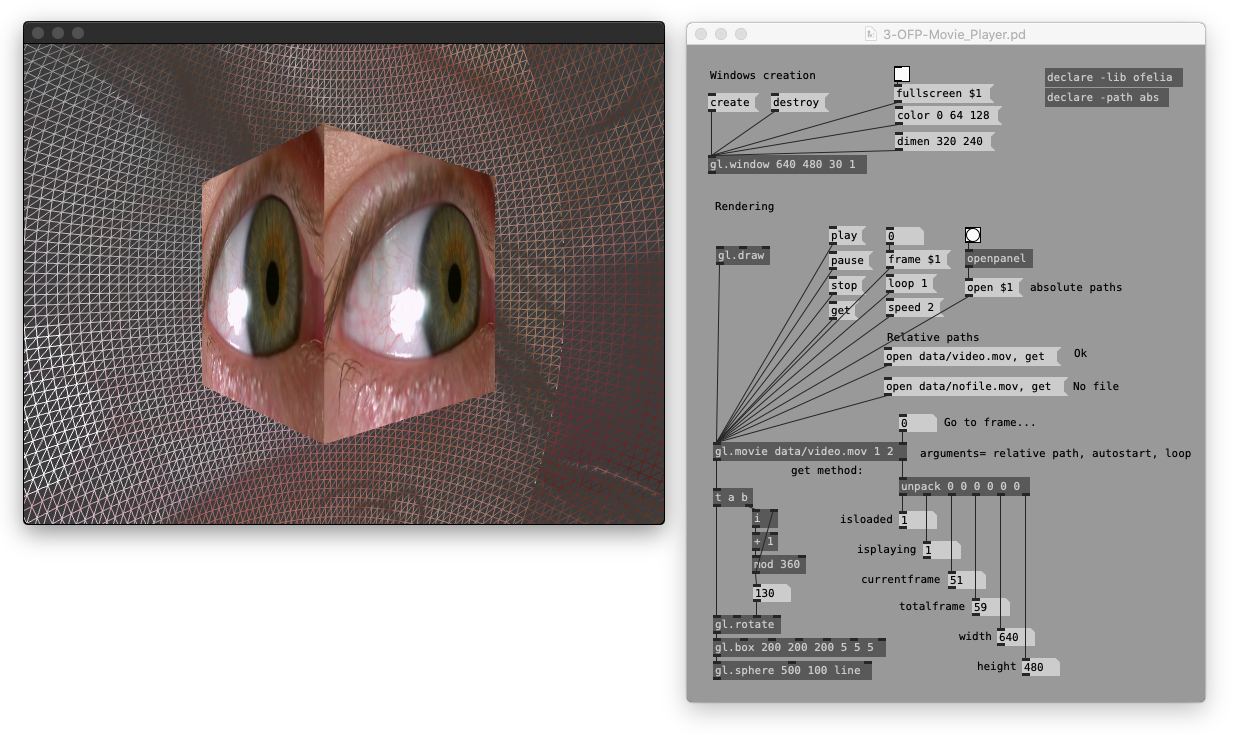 3-OFP-Movie_Player.pd
Windows creation
create
destroy
fullscreen $1
color 0 64 128
dimen 320 240
declare -lib ofelia
declare -path abs
gl.window 640 480 30 1
Rendering
gl.draw
play
pause
stop
get
0
frame $1
loop 1
speed 2
openpanel
open $1
absolute paths
Relative paths
open data/video.mov, get
Ok
open data/nofile.mov, get
No file
0
Go to frame...
gl.movie data/video.mov 1 2
arguments= relative path, autostart, loop
get method:
unpack 0 0 0 0 0 0
t a b
i
+ 1
mod 360
130
isloaded
1
isplaying
1
currentframe
51
totalframe
59
width
640
height
480
gl.rotate
gl.box 200 200 200 5 5 5
gl.sphere 500 100 line